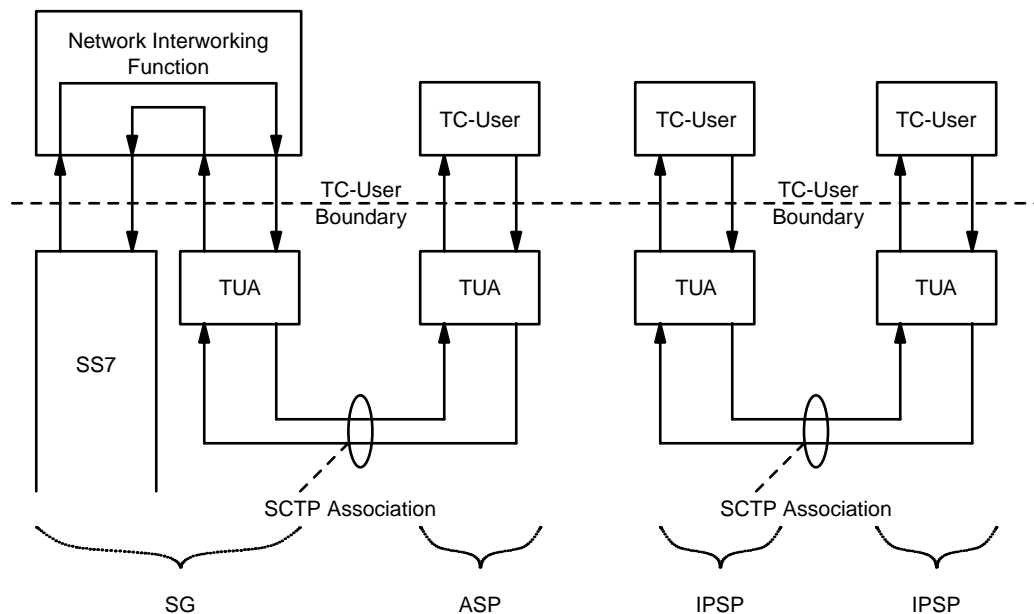 Network Interworking
Function
TC-User
TC-User
TC-User
TC-User
Boundary
TC-User
Boundary
TUA
TUA
TUA
TUA
SS7
SCTP Association
SCTP Association
SG
ASP
IPSP
IPSP